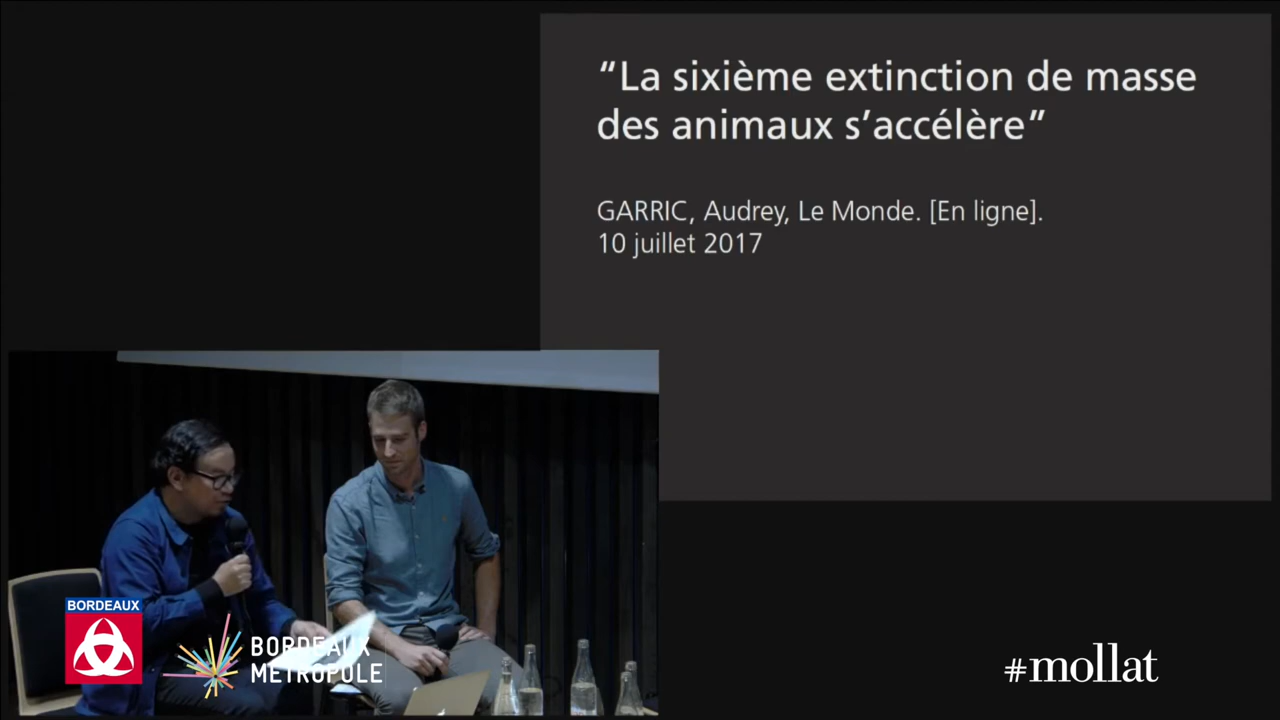 “La sixième extinction de masse
des animaux s’accélère”
GARRIC, Audrey, Le Monde. [En ligne].
10 juillet 2017
BORDEAUX
BORDEAUX
METROPOLE
#mollat